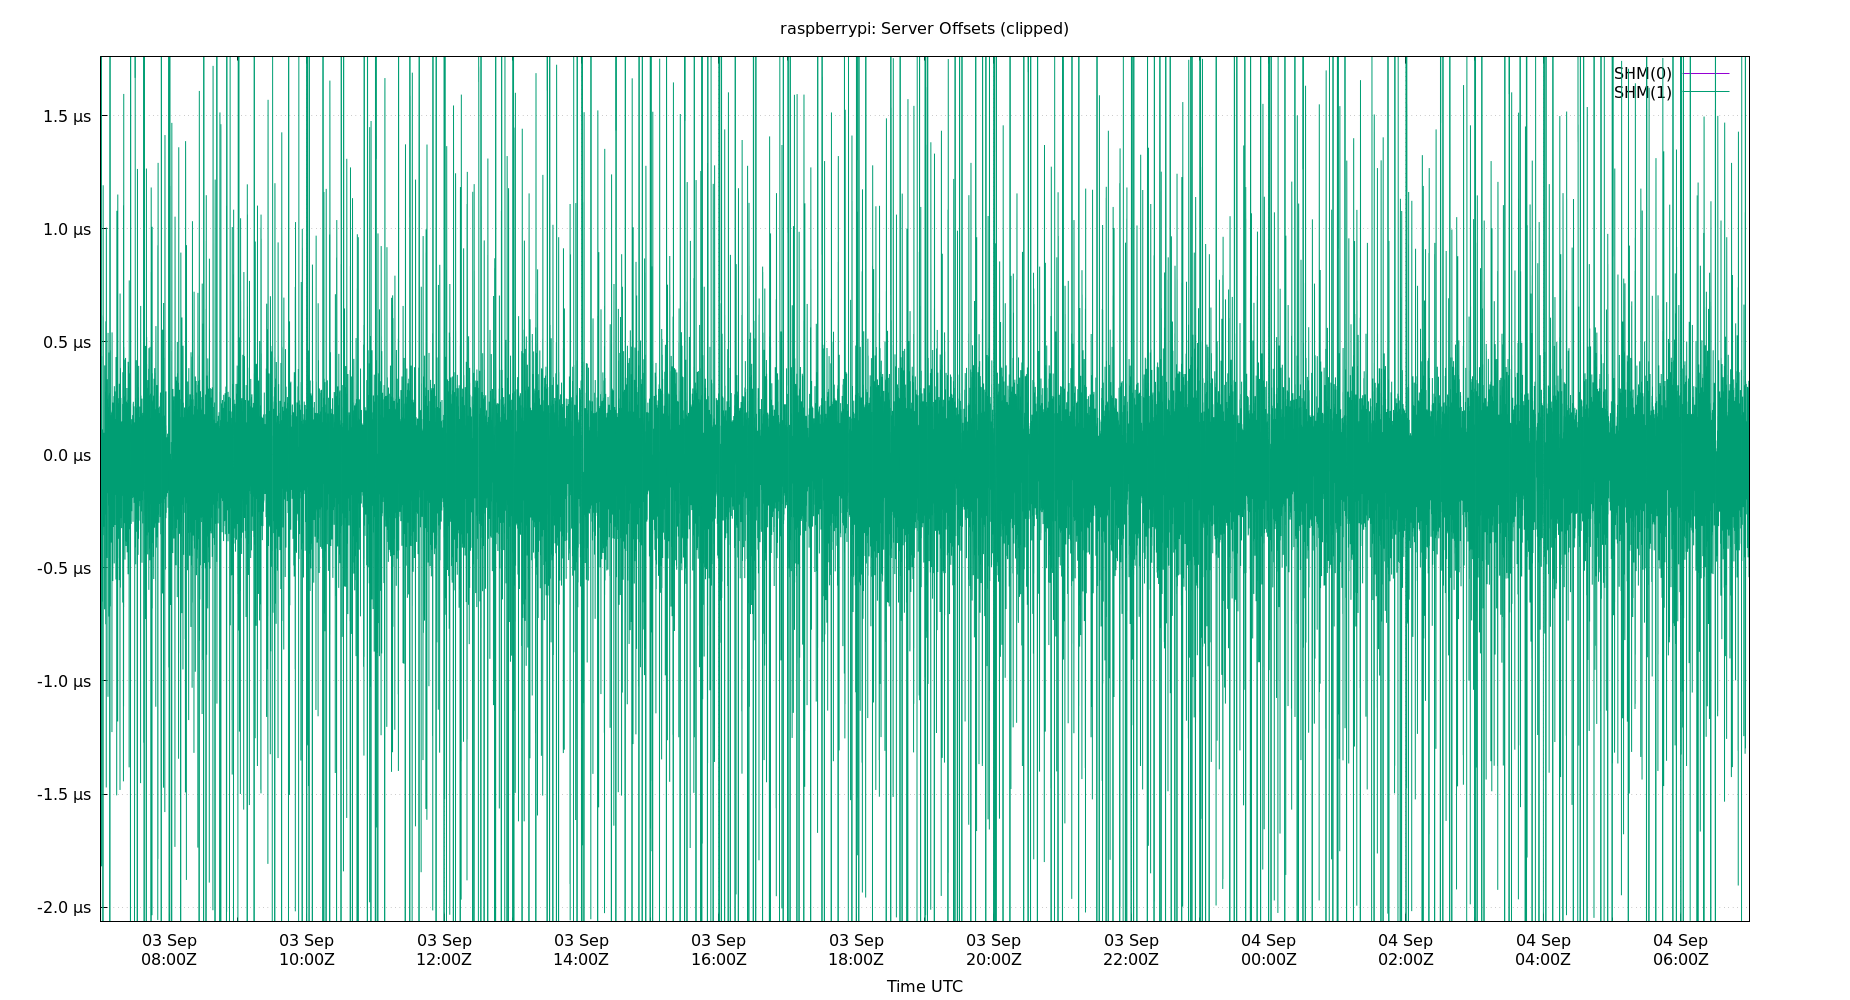 raspberrypi: Server Offsets (clipped)
SHM(0)
SHM(1)
1.5 µs
1.0 µs
0.5 µs
0.0 µs
-0.5 µs
-1.0 µs
-1.5 µs
-2.0 µs
03 Sep 03 Sep 03 Sep 03 Sep 03 Sep 03 Sep 03 Sep 03 Sep 04 Sep 04 Sep 04 Sep 04 Sep
08:00Z 10:00Z 12:00Z 14:00Z 16:00Z 18:00Z 20:00Z 22:00Z 00:00Z 02:00Z 04:00Z 06:00Z
Time UTC